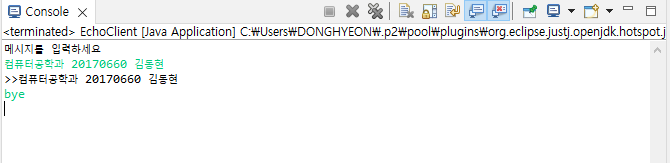 Console
<terminated> EchoClient [Java Application] C:₩Users₩DONGHYEON₩.p2₩pool₩plugins₩org.eclipse.justj.openjdk.hotspot.j
메시지를 입력하세요
컴퓨터공학과 20170660 김동현
>>컴퓨터공학과 20170660 김동현
bye